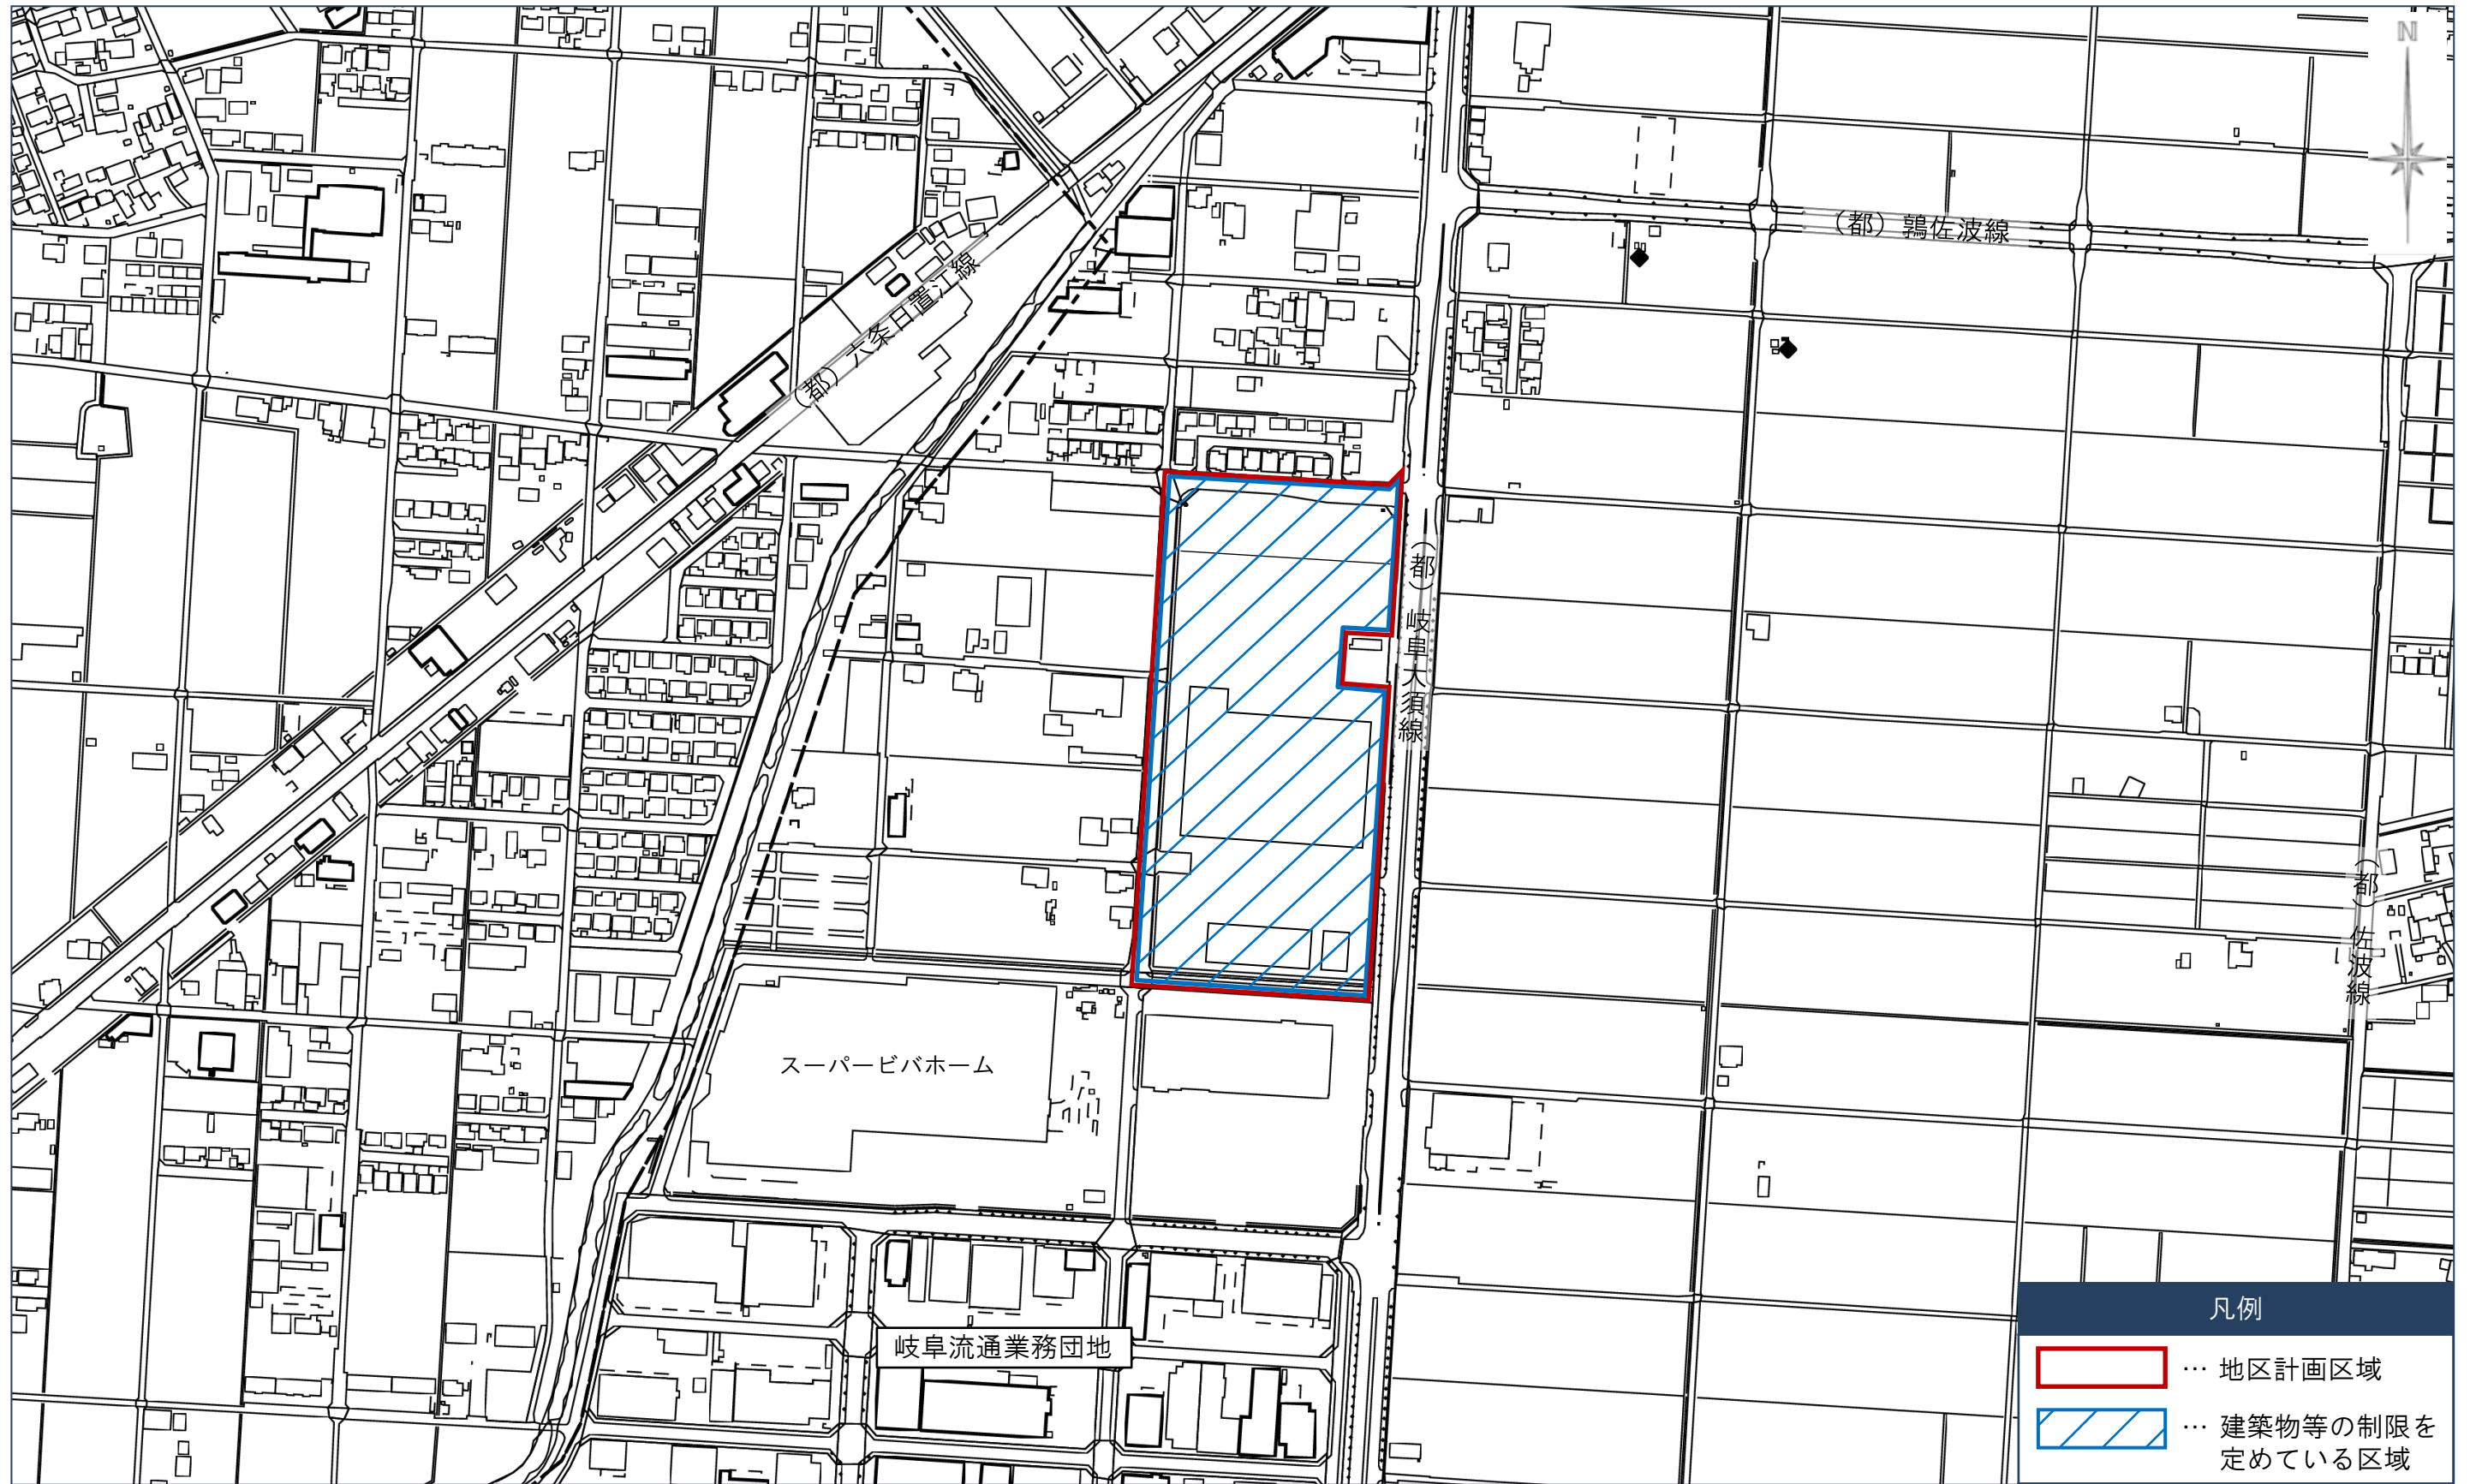 N
(都)鶉佐波線
(都)六条日置江線
(都)岐阜大須線
(都)佐波線
スーパービバホーム
岐阜流通業務団地
凡例
… 地区計画区域
… 建築物等の制限を
定めている区域